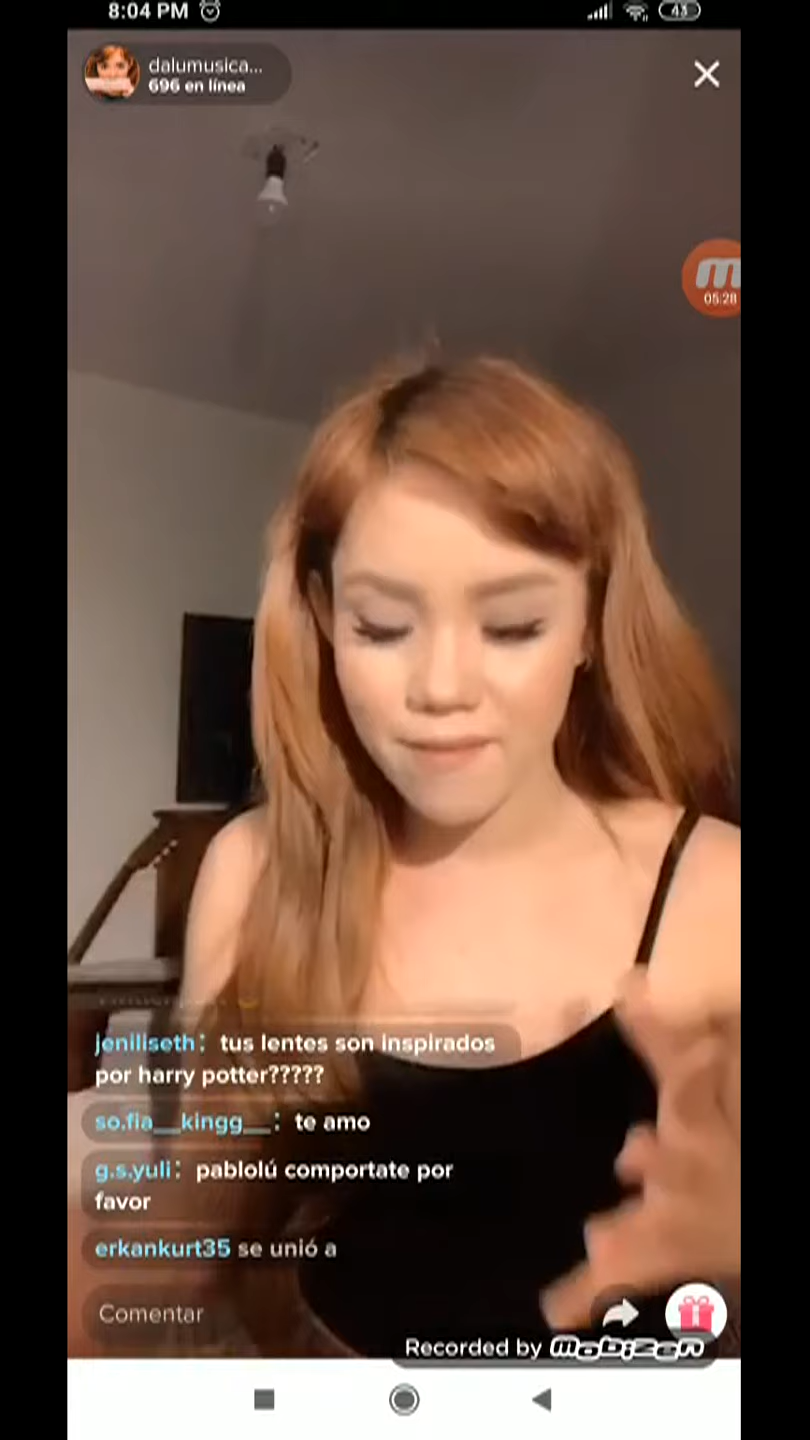 8:04 PM
43
dalumusica...
696 en línea
05:28
jeniliseth: tus lentes son inspirados
por harry potter?????
so.fia__kingg__: te amo
g.s.yuli: pablolú comportate por
favor
erkankurt35 se unió a
Comentar
Recorded by mobizen